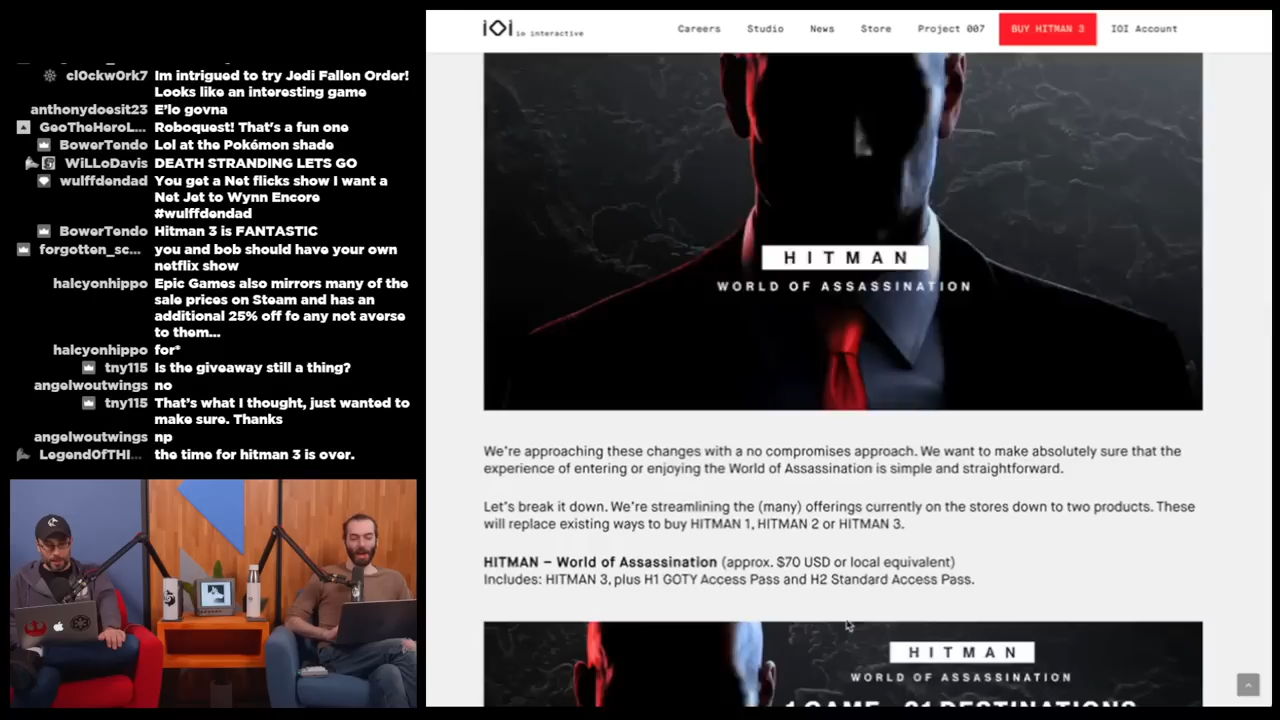 cl0ckw0rk7 Im intrigued to try Jedi Fallen Order!
Looks like an interesting game
anthonydoesit23 E'lo govna
GeoTheHeroL... Roboquest! That's a fun one
BowerTendo Lol at the Pokémon shade
WiLLoDavis DEATH STRANDING LETS GO
wulffdendad You get a Net flicks show I want a
Net Jet to Wynn Encore
#wulffdendad
BowerTendo Hitman 3 is FANTASTIC
forgotten_sc... you and bob should have your own
netflix show
halcyonhippo Epic Games also mirrors many of the
sale prices on Steam and has an
additional 25% off fo any not averse
to them...
halcyonhippo for*
tny115 Is the giveaway still a thing?
angelwoutwings no
tny115 That's what I thought, just wanted to
make sure. Thanks
angelwoutwings np
LegendOfTHI... the time for hitman 3 is over.
iOi io interactive
Careers Studio News Store Project 007 BUY HITMAN 3 IOI Account
HITMAN
WORLD OF ASSASSINATION
We're approaching these changes with a no compromises approach. We want to make absolutely sure that the
experience of entering or enjoying the World of Assassination is simple and straightforward.
Let's break it down. We're streamlining the (many) offerings currently on the stores down to two products. These
will replace existing ways to buy HITMAN 1, HITMAN 2 or HITMAN 3.
HITMAN – World of Assassination (approx. $70 USD or local equivalent)
Includes: HITMAN 3, plus H1 GOTY Access Pass and H2 Standard Access Pass.
HITMAN
WORLD OF ASSASSINATION
1 GAME - 21 DESTINATIONS